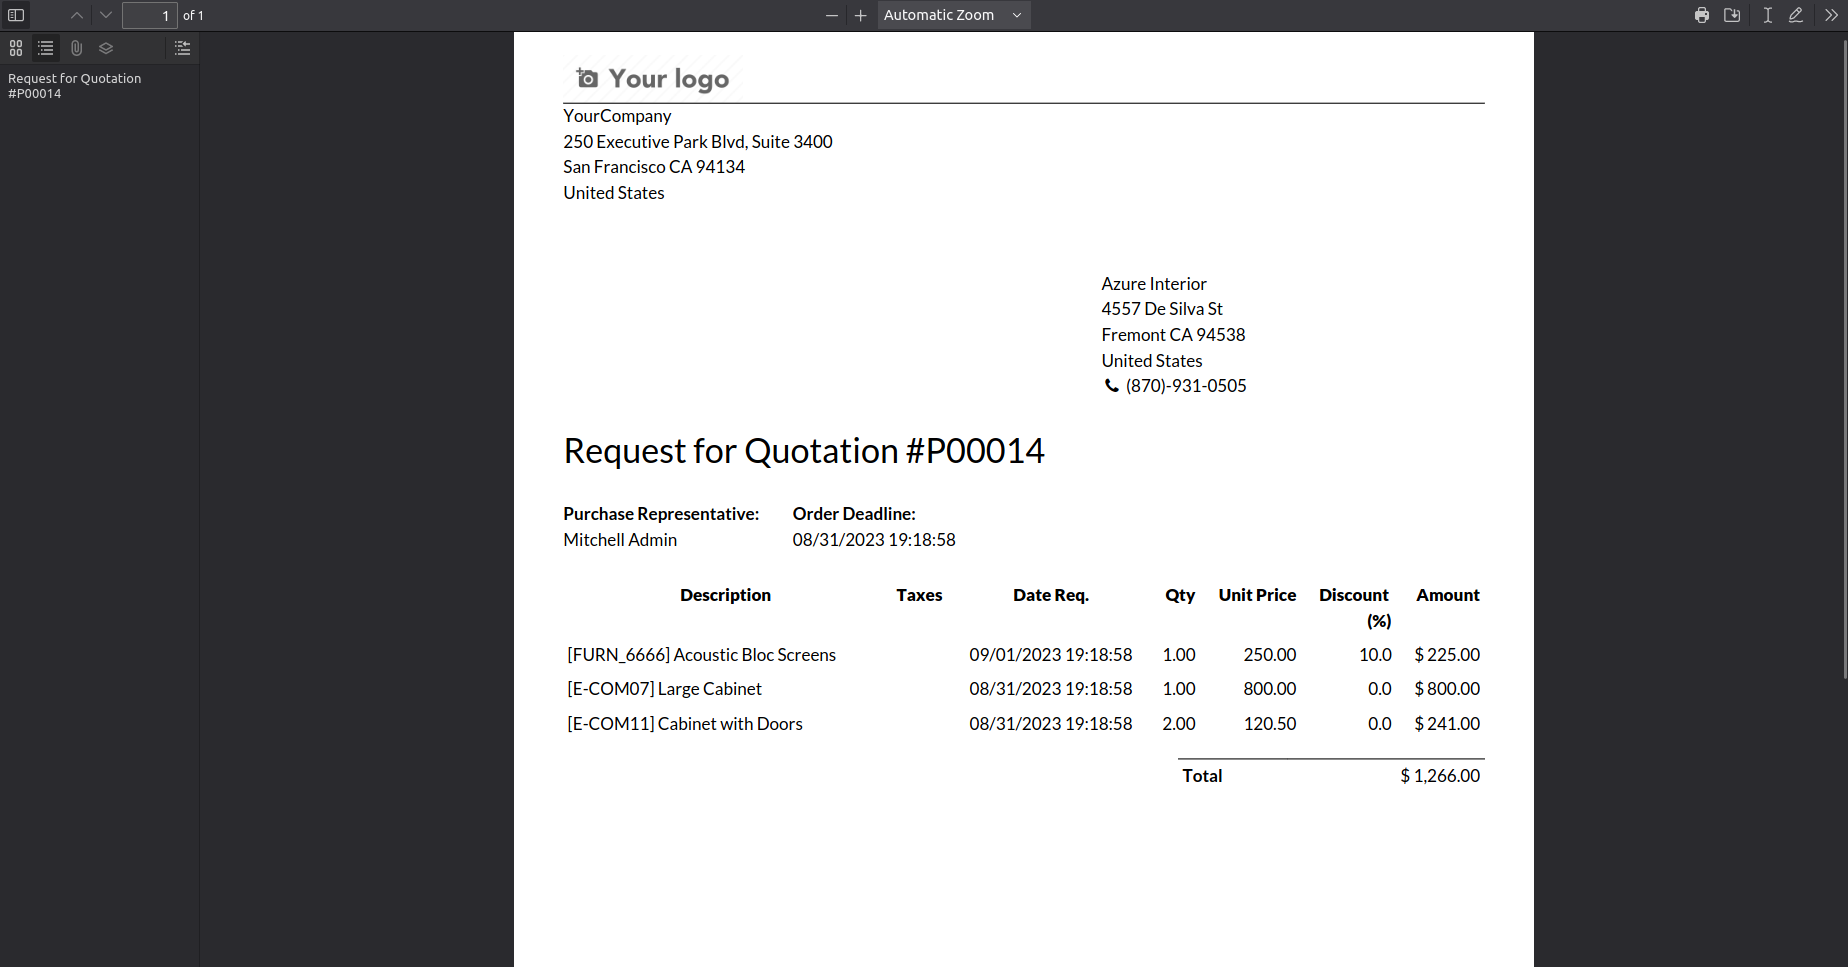 1 of 1 Automatic Zoom
Request for Quotation
#P00014
Your logo
YourCompany
250 Executive Park Blvd, Suite 3400
San Francisco CA 94134
United States
Azure Interior
4557 De Silva St
Fremont CA 94538
United States
(870)-931-0505
Request for Quotation #P00014
Purchase Representative: Order Deadline:
Mitchell Admin 08/31/2023 19:18:58
Description Taxes Date Req. Qty Unit Price Discount Amount
(%)
[FURN_6666] Acoustic Bloc Screens 09/01/2023 19:18:58 1.00 250.00 10.0 $ 225.00
[E-COM07] Large Cabinet 08/31/2023 19:18:58 1.00 800.00 0.0 $ 800.00
[E-COM11] Cabinet with Doors 08/31/2023 19:18:58 2.00 120.50 0.0 $ 241.00
Total $ 1,266.00